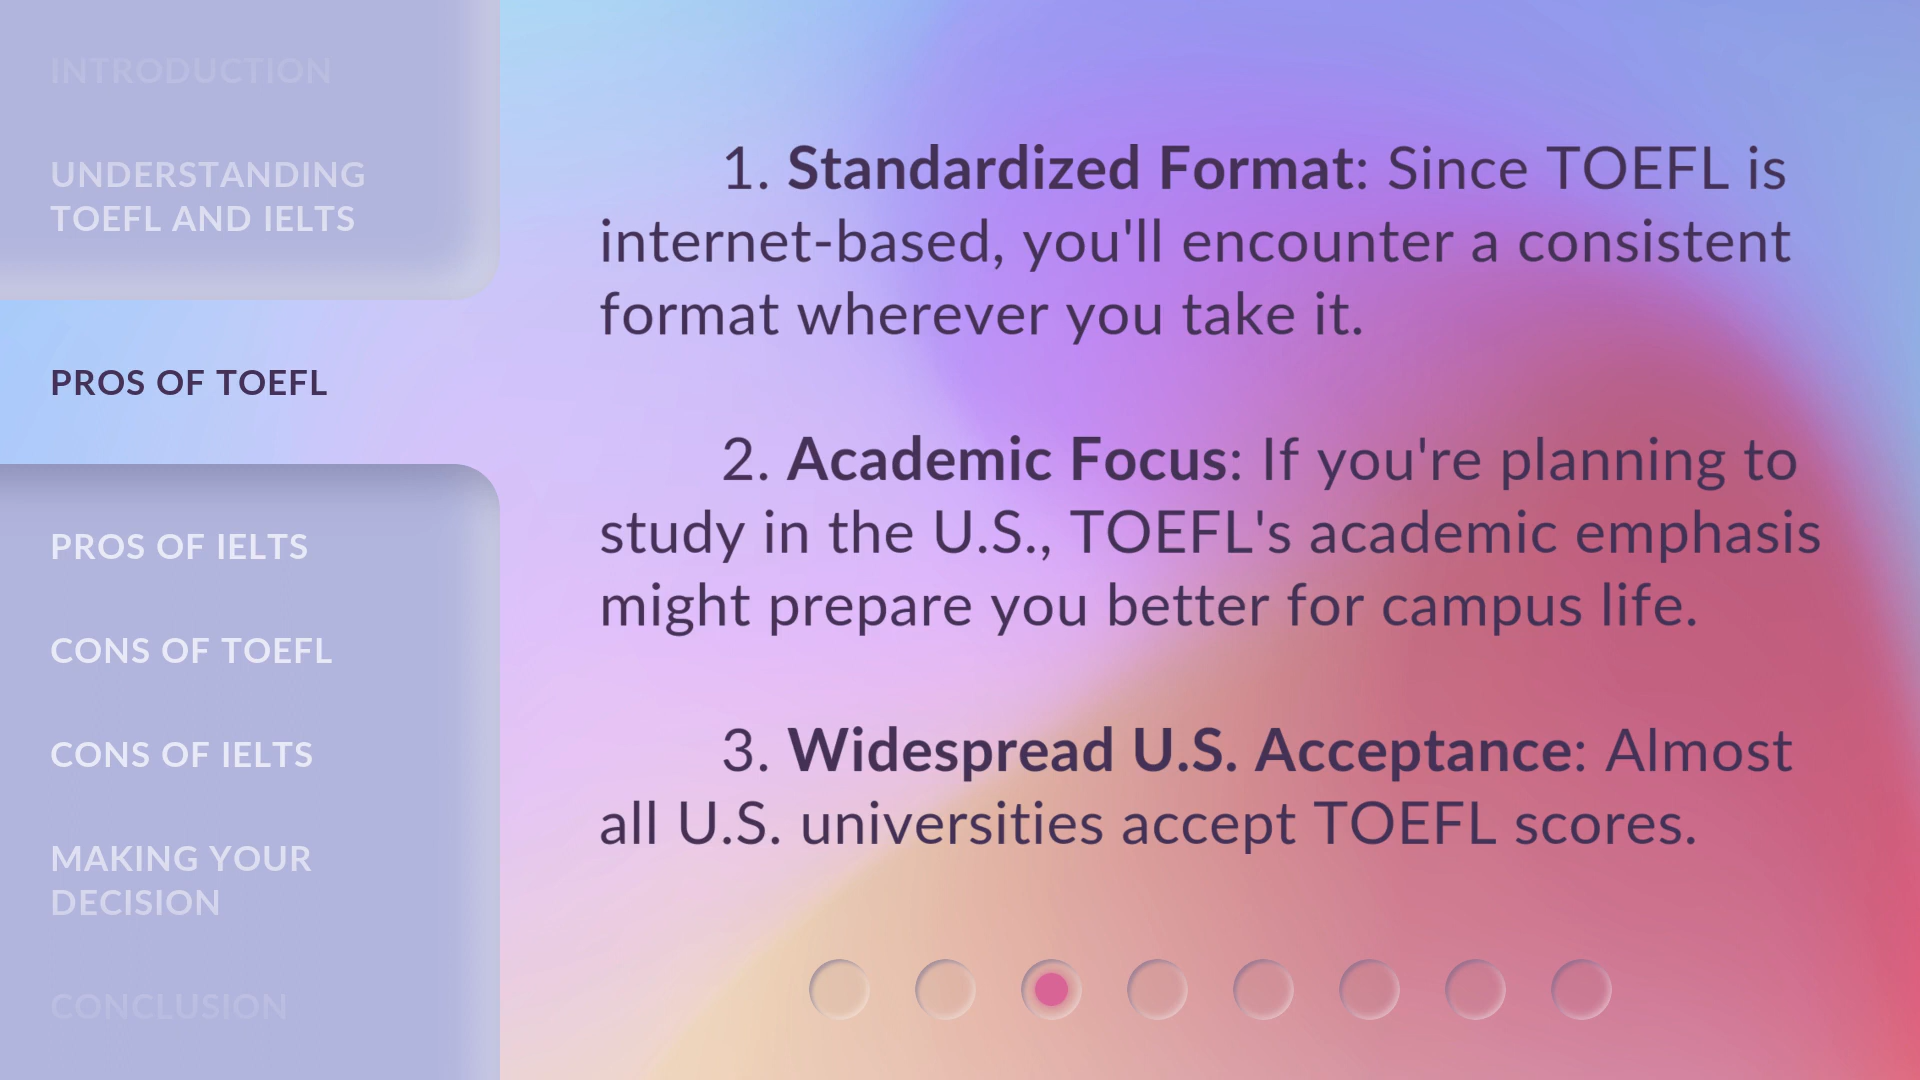 INTRODUCTION
UNDERSTANDING
TOEFL AND IELTS
PROS OF TOEFL
PROS OF IELTS
CONS OF TOEFL
CONS OF IELTS
MAKING YOUR
DECISION
CONCLUSION
1. Standardized Format: Since TOEFL is
internet-based, you'll encounter a consistent
format wherever you take it.
2. Academic Focus: If you're planning to
study in the U.S., TOEFL's academic emphasis
might prepare you better for campus life.
3. Widespread U.S. Acceptance: Almost
all U.S. universities accept TOEFL scores.